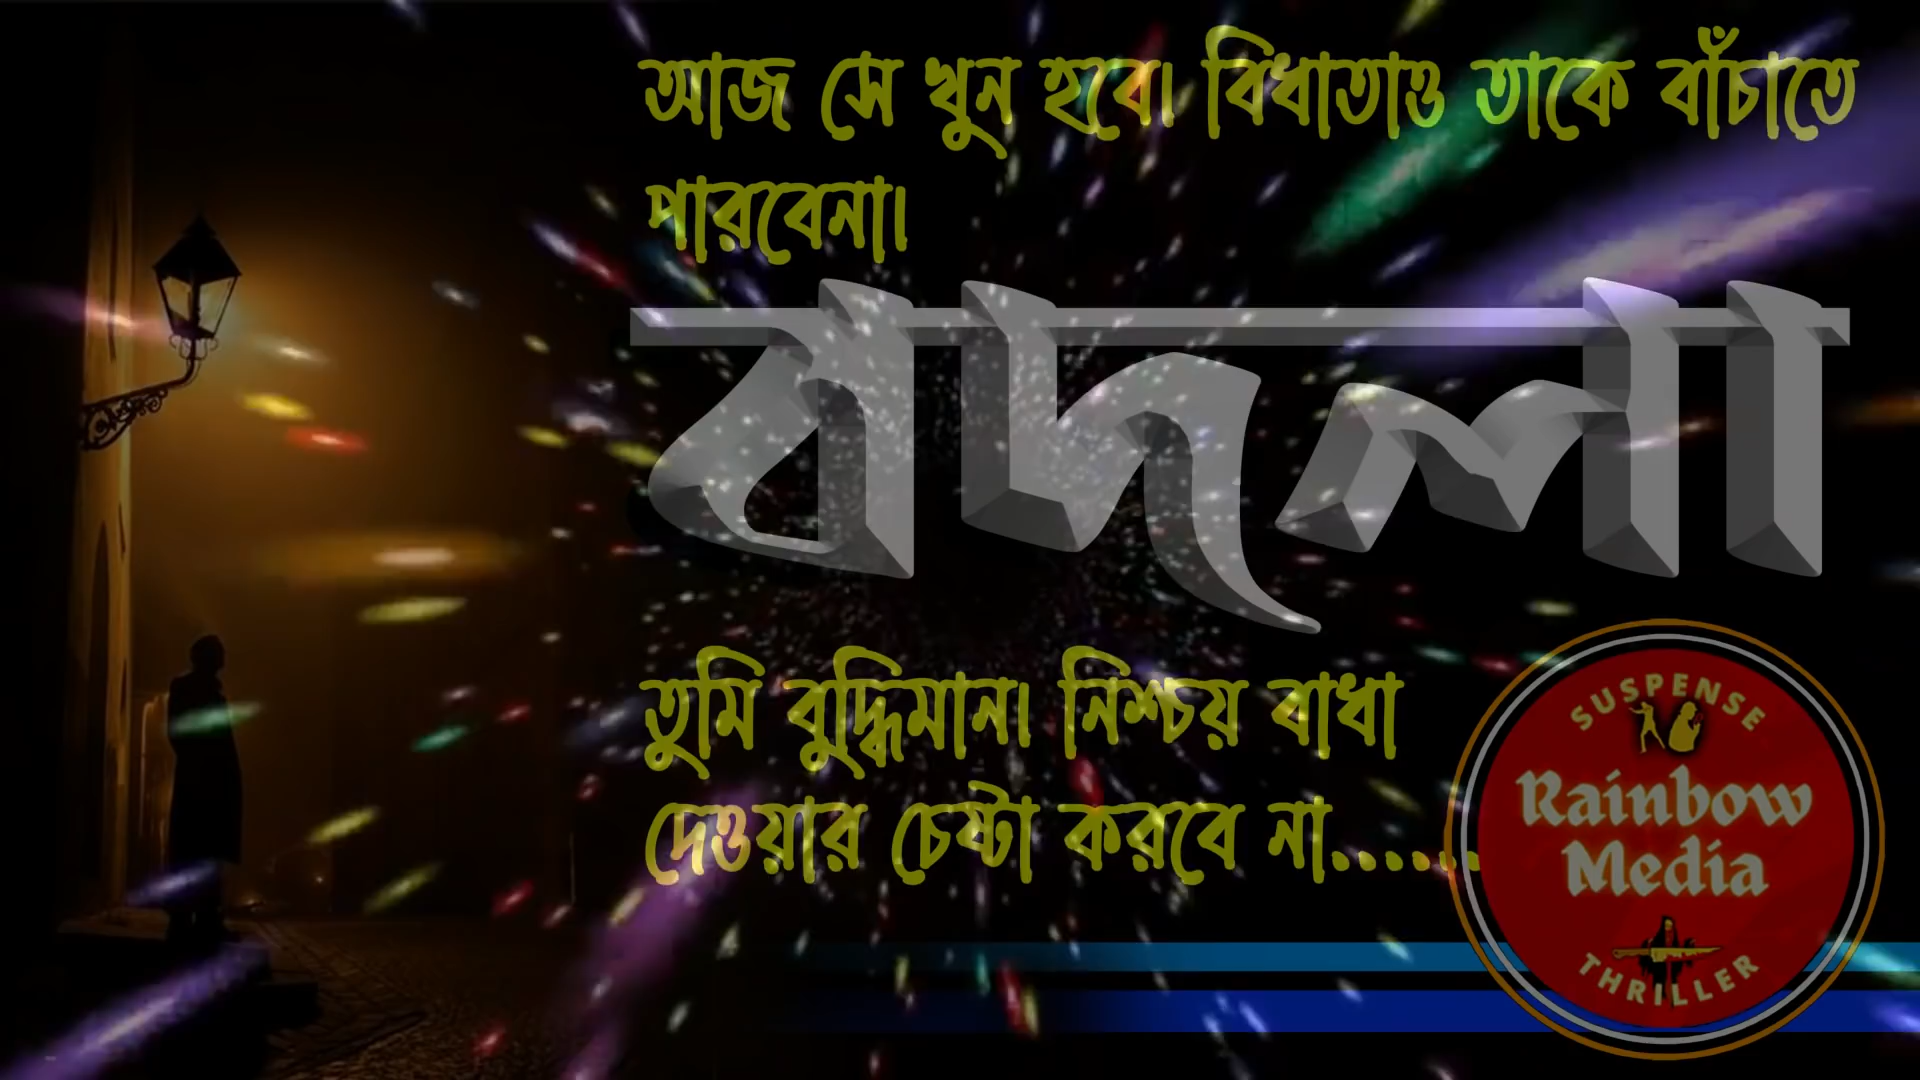 আজ সে খুন হবে। বিধাতাও তাকে বাঁচাতে
পারবেনা।
বদলা
তুমি বুদ্ধিমান। নিশ্চয় বাধা
দেওয়ার চেষ্টা করবে না......
SUSPENSE
Rainbow
Media
THRILLER